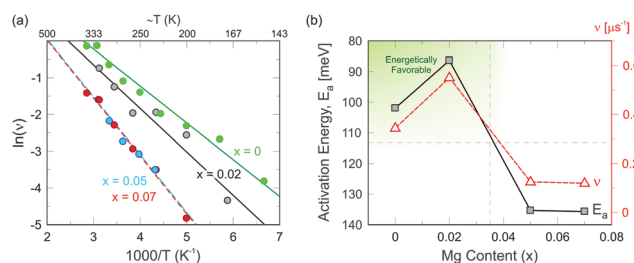 (a)
~T (K)
500 333 250 200 167 143
ln(ν)
-1
-2
-3
-4
-5
x = 0
x = 0.02
x = 0.05
x = 0.07
2 3 4 5 6 7
1000/T (K⁻¹)
(b)
ν [μs⁻¹]
Activation Energy, Eₐ [meV]
80
90
100
110
120
130
140
Energetically
Favorable
0.6
0.4
0.2
0
ν
Eₐ
0 0.02 0.04 0.06 0.08
Mg Content (x)